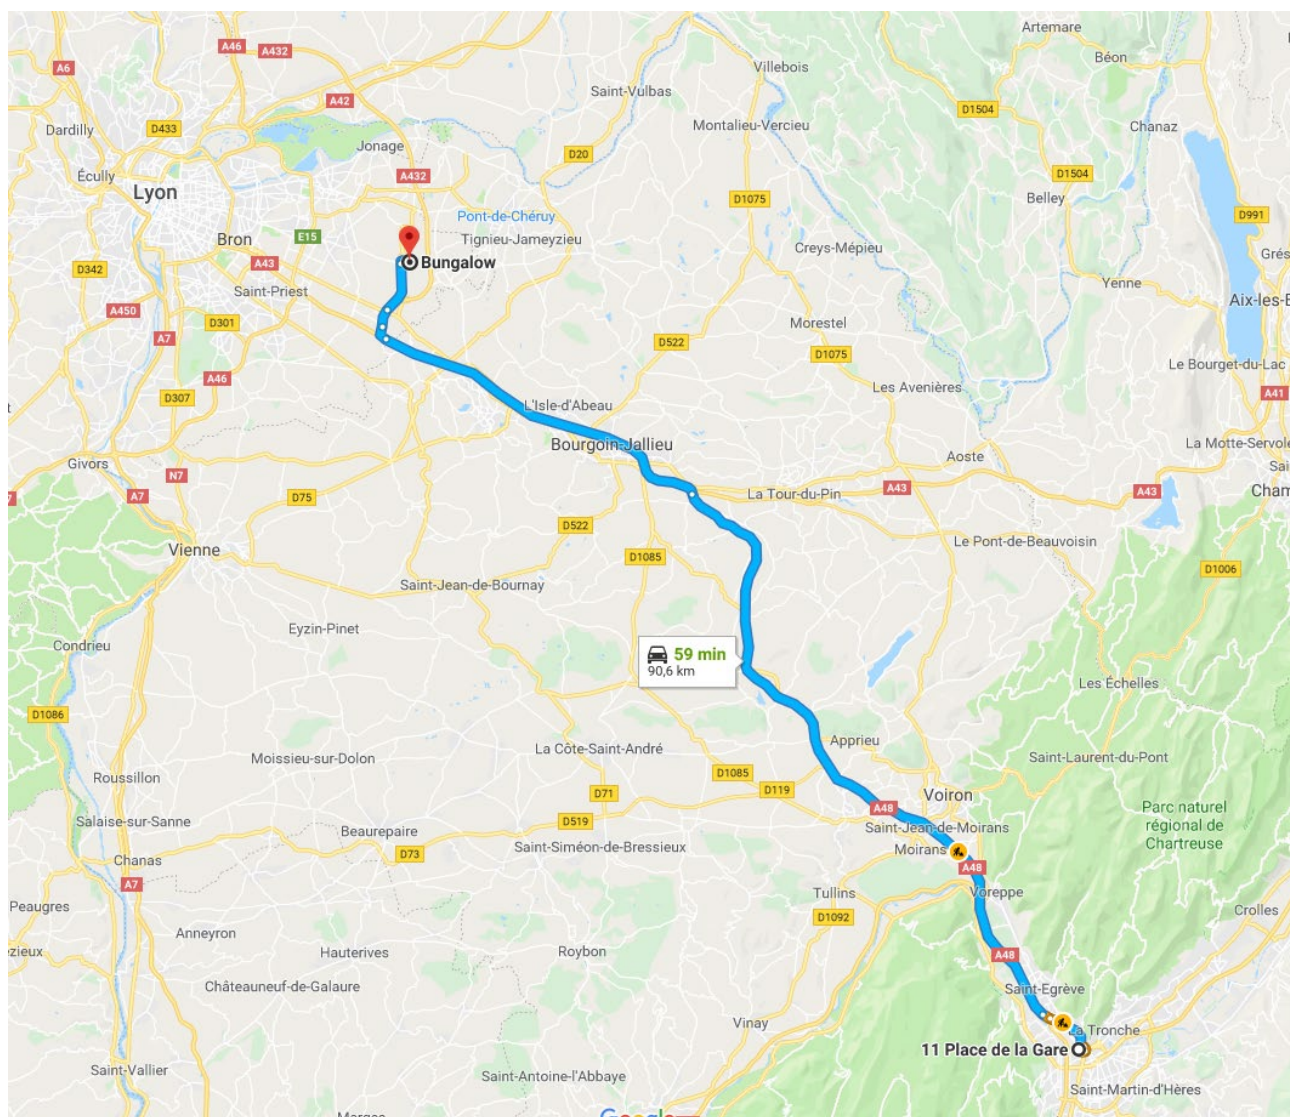 Artemare
A46
A432
Béon
A6
Villebois
Saint-Vulbas
A42
D1504
Dardilly
D433
Montalieu-Vercieu
Chanaz
Jonage
D20
Écully
A432
D1504
Lyon
D1075
Belley
Pont-de-Chéruy
D991
Bron
E15
Tignieu-Jameyzieu
Creys-Mépieu
Grés
D342
A43
Bungalow
Saint-Priest
Yenne
Aix-les-B
A450
D301
Morestel
A7
D522
D1075
Le Bourget-du-Lac
A46
Les Avenières
D307
A41
L'Isle-d'Abeau
Bourgoin-Jallieu
La Motte-Servole
Givors
Aoste
Sai
N7
A43
A43
Cham
A7
D75
La Tour-du-Pin
D522
Vienne
Le Pont-de-Beauvoisin
D1085
D1006
Saint-Jean-de-Bournay
Eyzin-Pinet
Condrieu
59 min
90,6 km
Les Échelles
D1086
Apprieu
La Côte-Saint-André
Moissieu-sur-Dolon
Saint-Laurent-du-Pont
D1085
Roussillon
D71
D119
Voiron
A48
Parc naturel
régional de
Chartreuse
Salaise-sur-Sanne
D519
Saint-Jean-de-Moirans
Beaurepaire
Saint-Siméon-de-Bressieux
Moirans
D73
Chanas
A48
A7
Tullins
Voreppe
Peaugres
D1092
Crolles
Anneyron
Hauterives
Roybon
A48
ezieux
Châteauneuf-de-Galaure
Saint-Egrève
Vinay
La Tronche
11 Place de la Gare
Saint-Vallier
Saint-Antoine-l'Abbaye
Saint-Martin-d'Hères